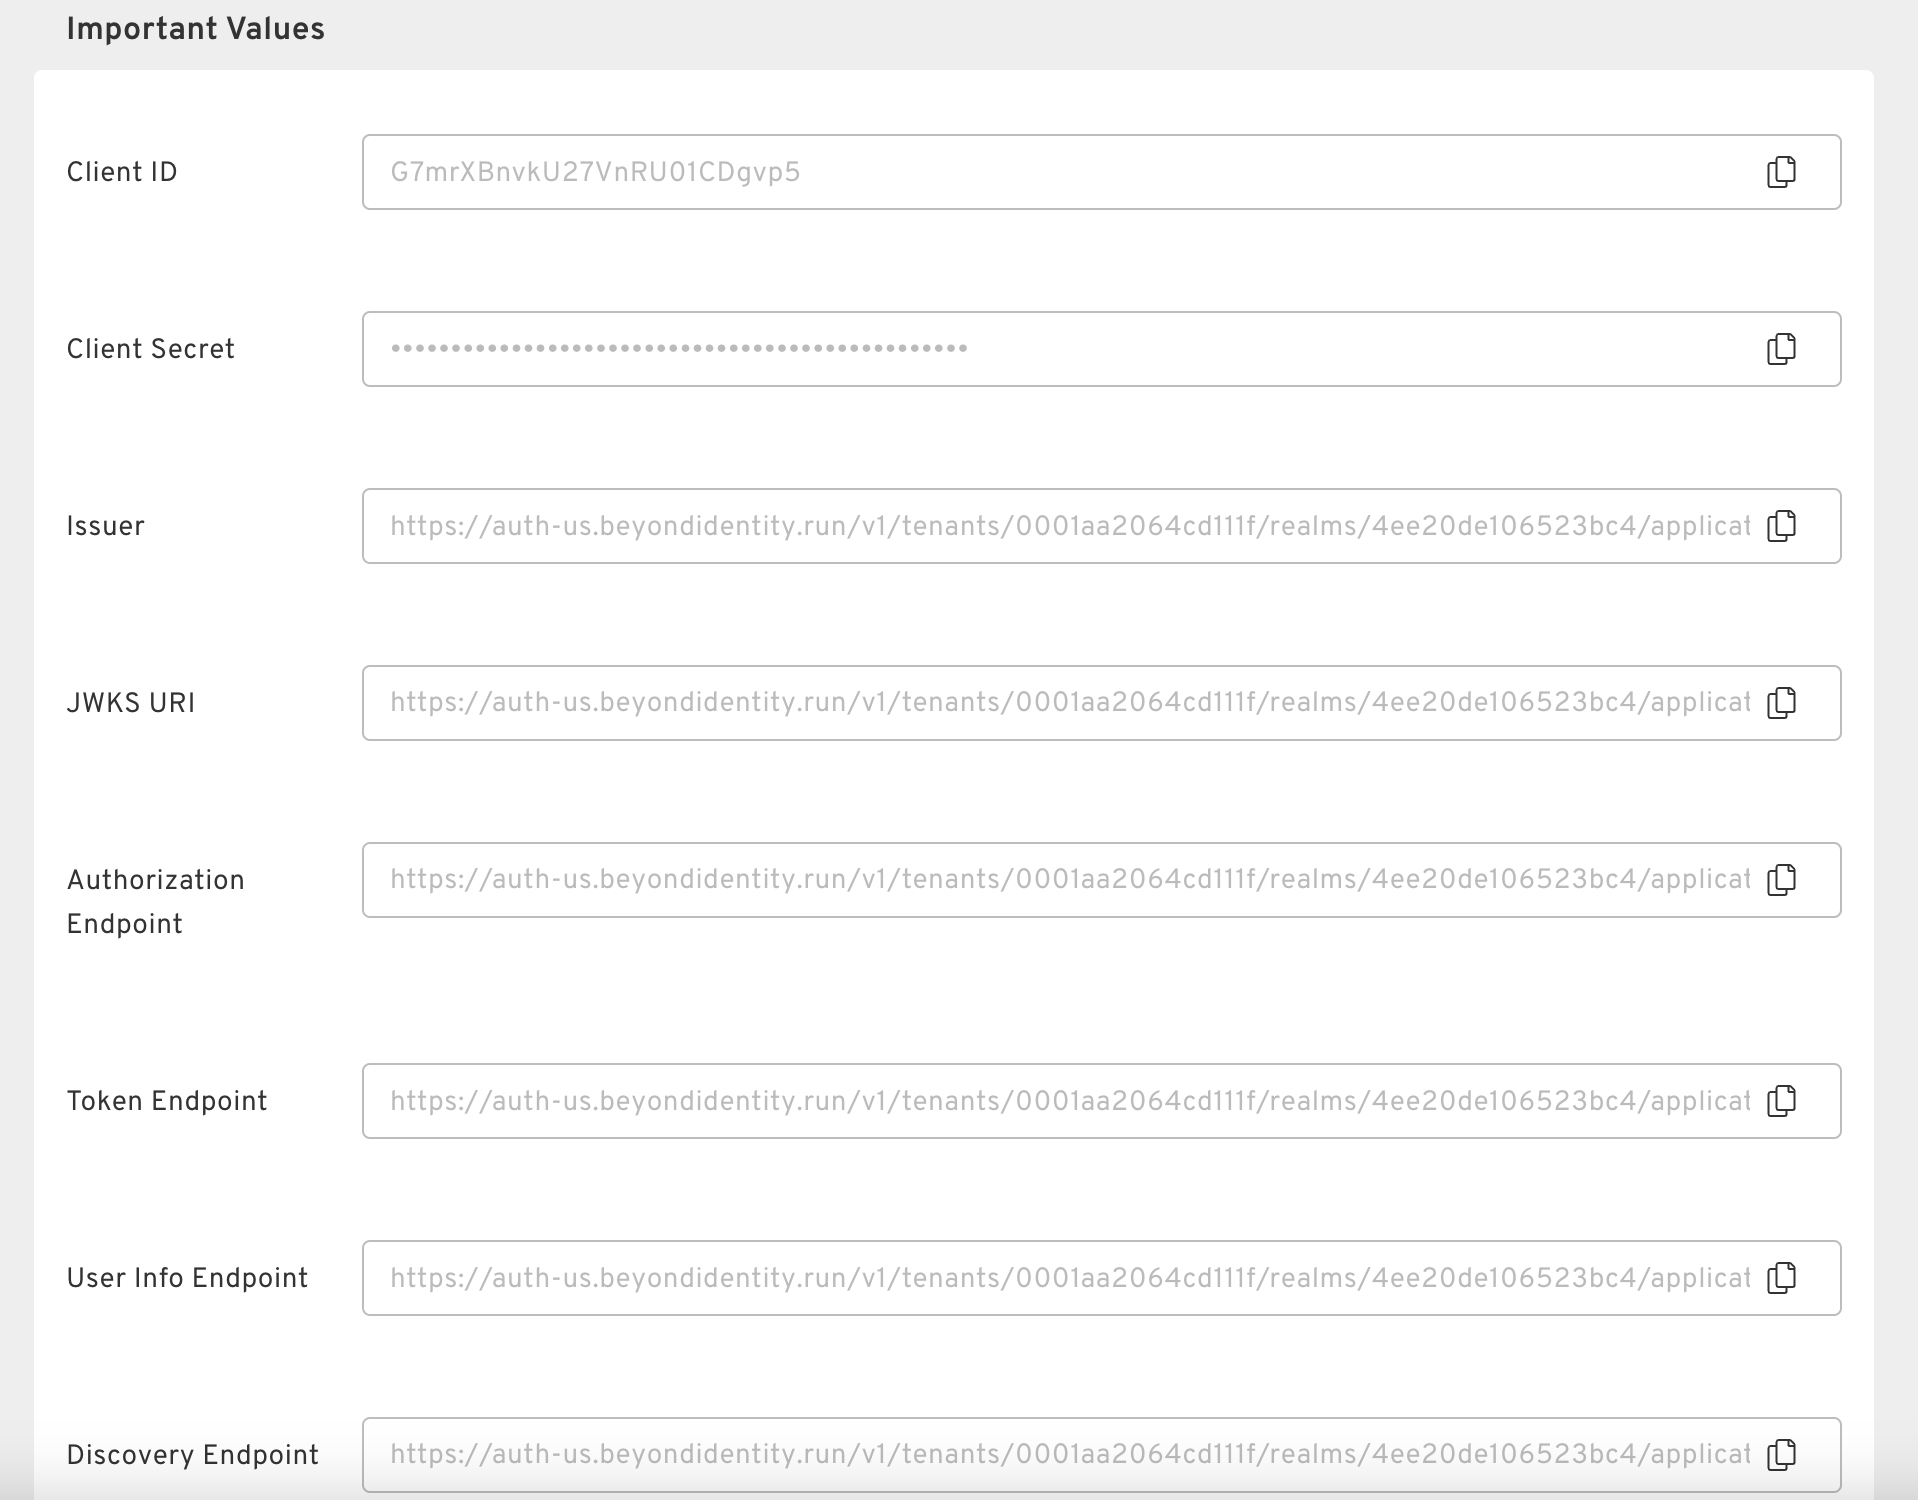 Important Values
Client ID
G7mrXBnvkU27VnRU01CDgvp5
Client Secret
••••••••••••••••••••••••••••••••••••••••••••••••
Issuer
https://auth-us.beyondidentity.run/v1/tenants/0001aa2064cd111f/realms/4ee20de106523bc4/applicat
JWKS URI
https://auth-us.beyondidentity.run/v1/tenants/0001aa2064cd111f/realms/4ee20de106523bc4/applicat
Authorization
Endpoint
https://auth-us.beyondidentity.run/v1/tenants/0001aa2064cd111f/realms/4ee20de106523bc4/applicat
Token Endpoint
https://auth-us.beyondidentity.run/v1/tenants/0001aa2064cd111f/realms/4ee20de106523bc4/applicat
User Info Endpoint
https://auth-us.beyondidentity.run/v1/tenants/0001aa2064cd111f/realms/4ee20de106523bc4/applicat
Discovery Endpoint
https://auth-us.beyondidentity.run/v1/tenants/0001aa2064cd111f/realms/4ee20de106523bc4/applicat